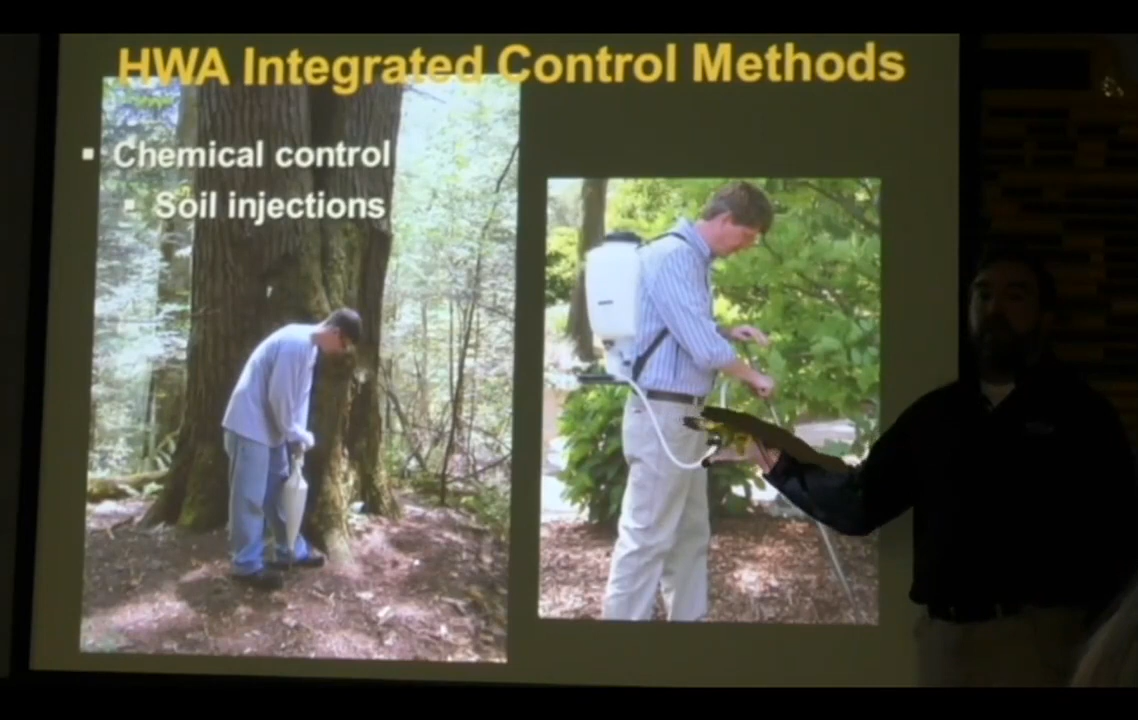 HWA Integrated Control Methods
▪ Chemical control
▪ Soil injections